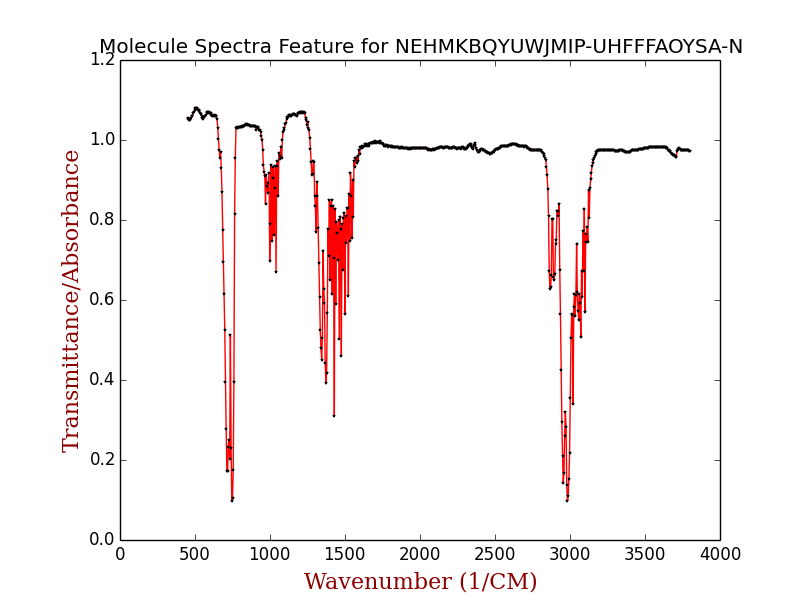 Molecule Spectra Feature for NEHMKBQYUWJMIP-UHFFFAOYSA-N
1.2
1.0
0.8
0.6
0.4
0.2
0.0
Transmittance/Absorbance
0 500 1000 1500 2000 2500 3000 3500 4000
Wavenumber (1/CM)